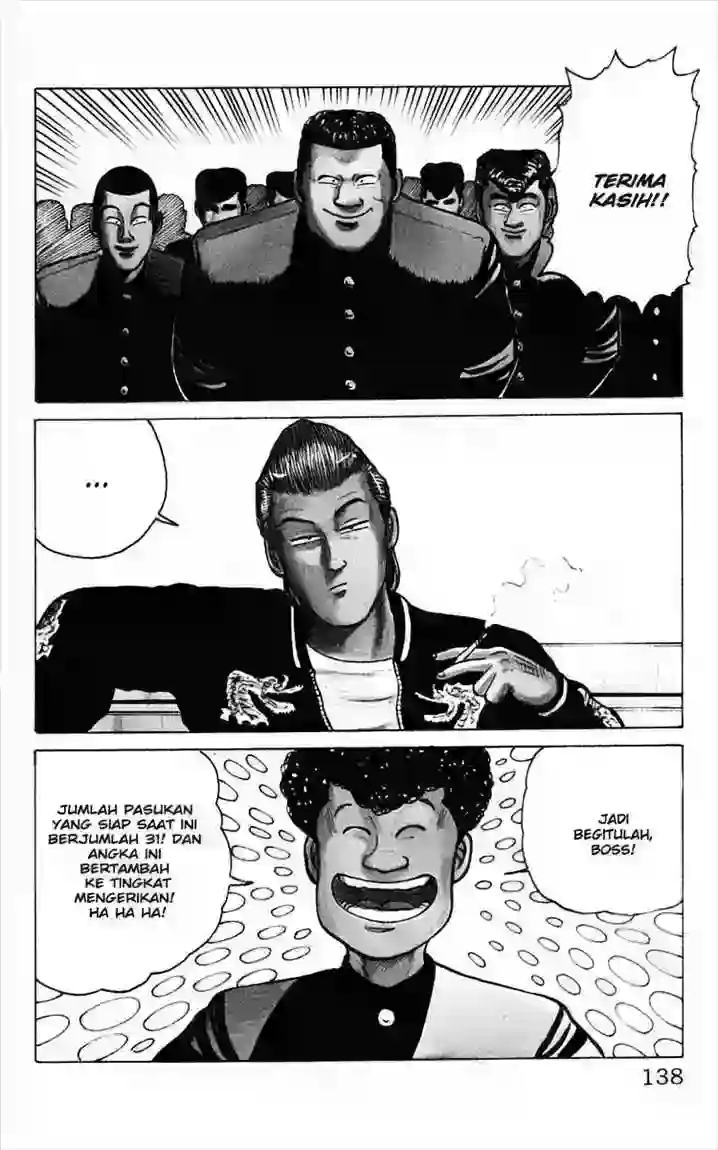 TERIMA
KASIH!!
...
JADI
BEGITULAH,
BOSS!
JUMLAH PASUKAN
YANG SIAP SAAT INI
BERJUMLAH 31! DAN
ANGKA INI
BERTAMBAH
KE TINGKAT
MENGERIKAN!
HA HA HA!
138